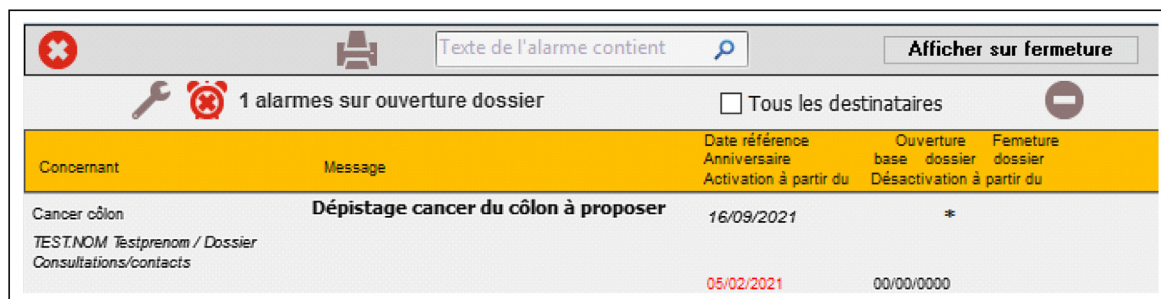 Texte de l'alarme contient
Afficher sur fermeture
1 alarmes sur ouverture dossier
Tous les destinataires
Concernant
Message
Date référence
Anniversaire
Activation à partir du
Ouverture Femeture
base dossier dossier
Désactivation à partir du
Cancer côlon
Dépistage cancer du côlon à proposer
16/09/2021
*
TEST.NOM Testprenom / Dossier
Consultations/contacts
05/02/2021
00/00/0000